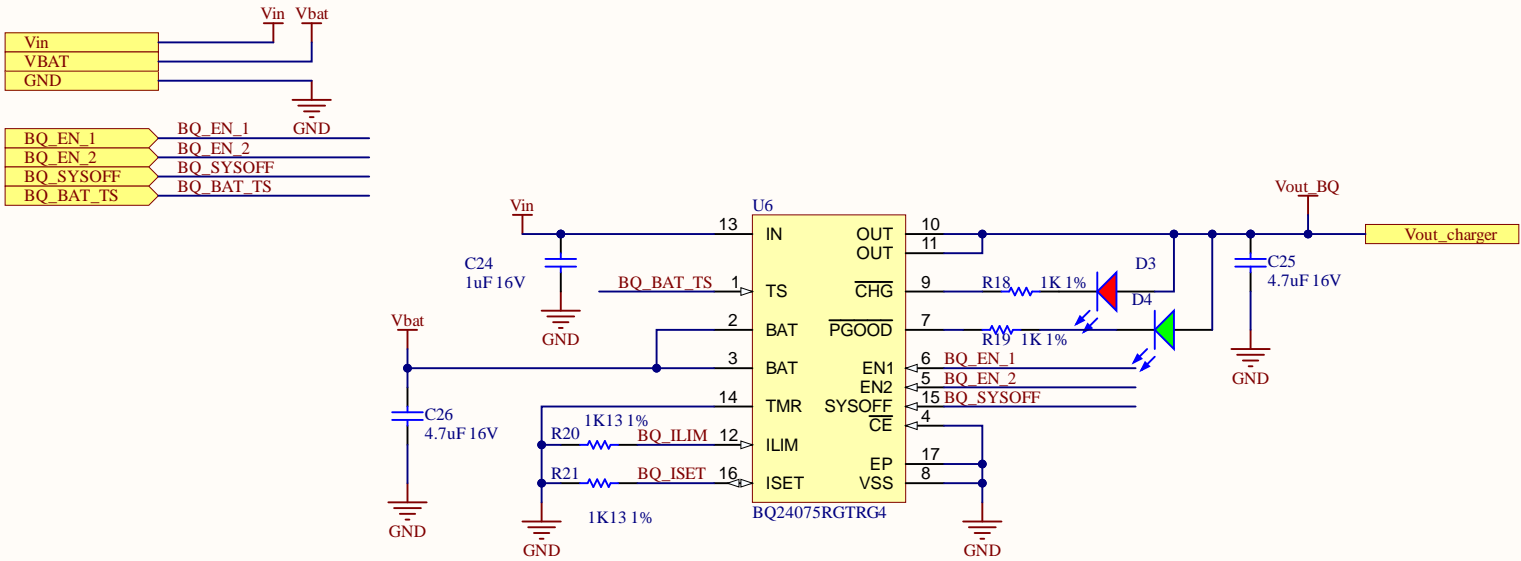 Vin Vbat
Vin
VBAT
GND
GND
BQ_EN_1 BQ_EN_1
BQ_EN_2 BQ_EN_2
BQ_SYSOFF BQ_SYSOFF
BQ_BAT_TS BQ_BAT_TS
Vin
C24
1uF 16V
GND
BQ_BAT_TS
Vbat
C26
4.7uF 16V
GND
1K13 1%
R20 BQ_ILIM
R21 BQ_ISET
1K13 1%
GND
U6
13 IN OUT 10
OUT 11
1 TS CHG 9
2 BAT PGOOD 7
3 BAT EN1 6
EN2 5
14 TMR SYSOFF 15
CE 4
12 ILIM
EP 17
16 ISET VSS 8
BQ24075RGTRG4
R18 1K 1%
D3
D4
R19 1K 1%
BQ_EN_1
BQ_EN_2
BQ_SYSOFF
GND
Vout_BQ
Vout_charger
C25
4.7uF 16V
GND